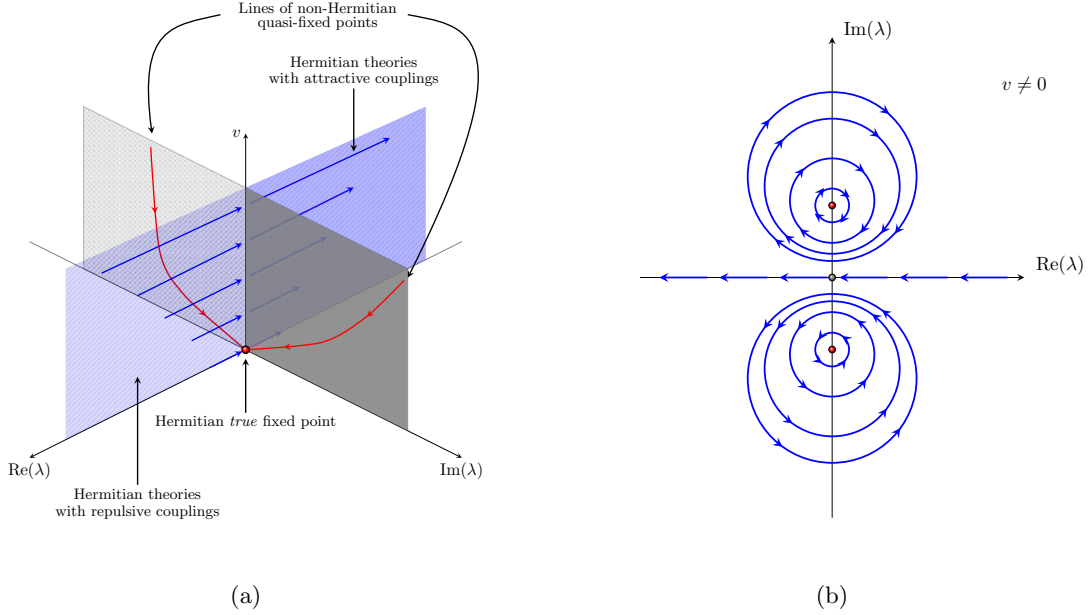 Lines of non-Hermitian
quasi-fixed points
Hermitian theories
with attractive couplings
v
Hermitian true fixed point
Re(λ)
Im(λ)
Hermitian theories
with repulsive couplings
(a)
Im(λ)
v ≠ 0
Re(λ)
(b)